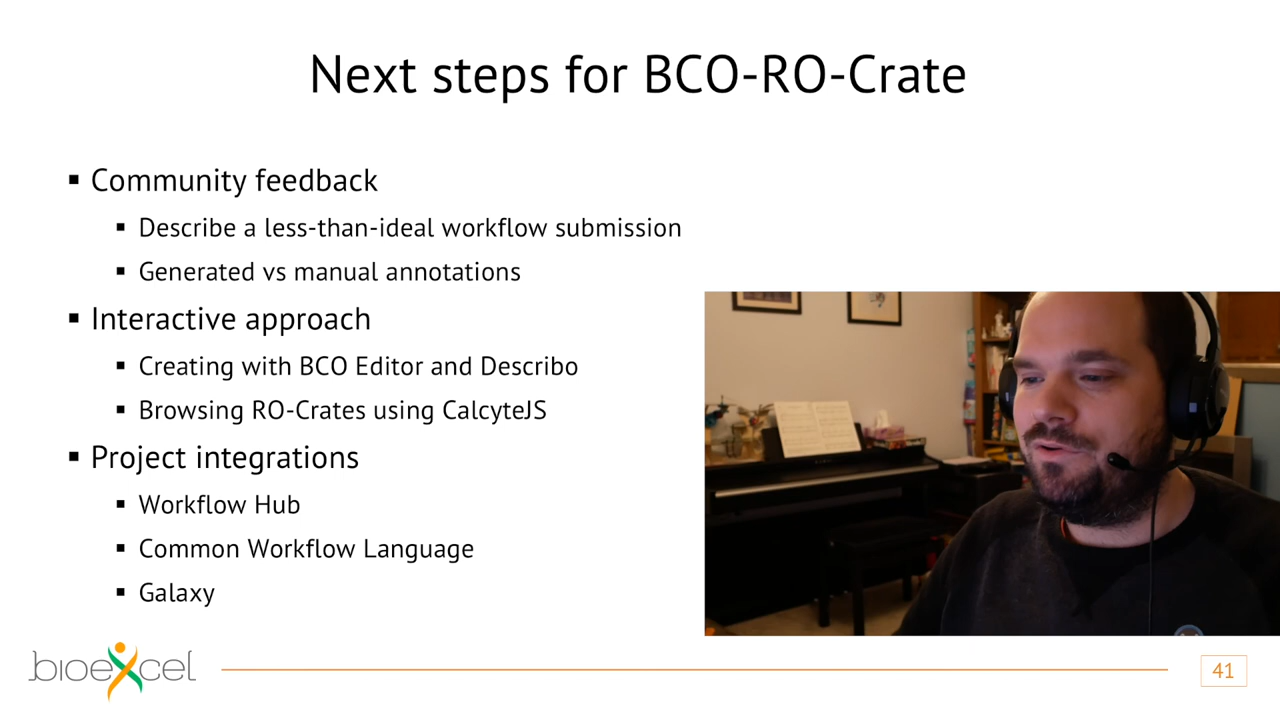 Next steps for BCO-RO-Crate
▪ Community feedback
▪ Describe a less-than-ideal workflow submission
▪ Generated vs manual annotations
▪ Interactive approach
▪ Creating with BCO Editor and Describo
▪ Browsing RO-Crates using CalcyteJS
▪ Project integrations
▪ Workflow Hub
▪ Common Workflow Language
▪ Galaxy
bioexcel
41